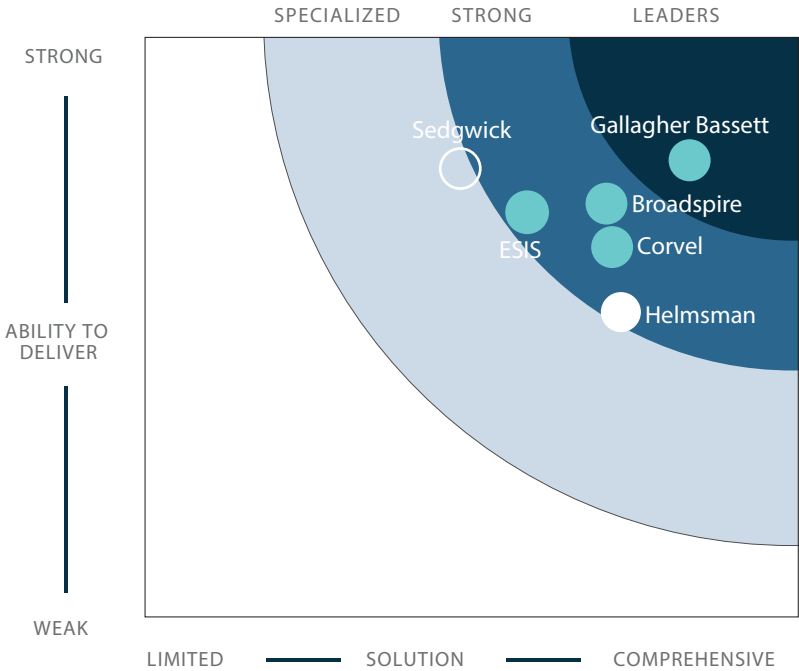 SPECIALIZED STRONG LEADERS
STRONG
Sedgwick
Gallagher Bassett
Broadspire
ESIS
Corvel
Helmsman
ABILITY TO
DELIVER
WEAK
LIMITED SOLUTION COMPREHENSIVE